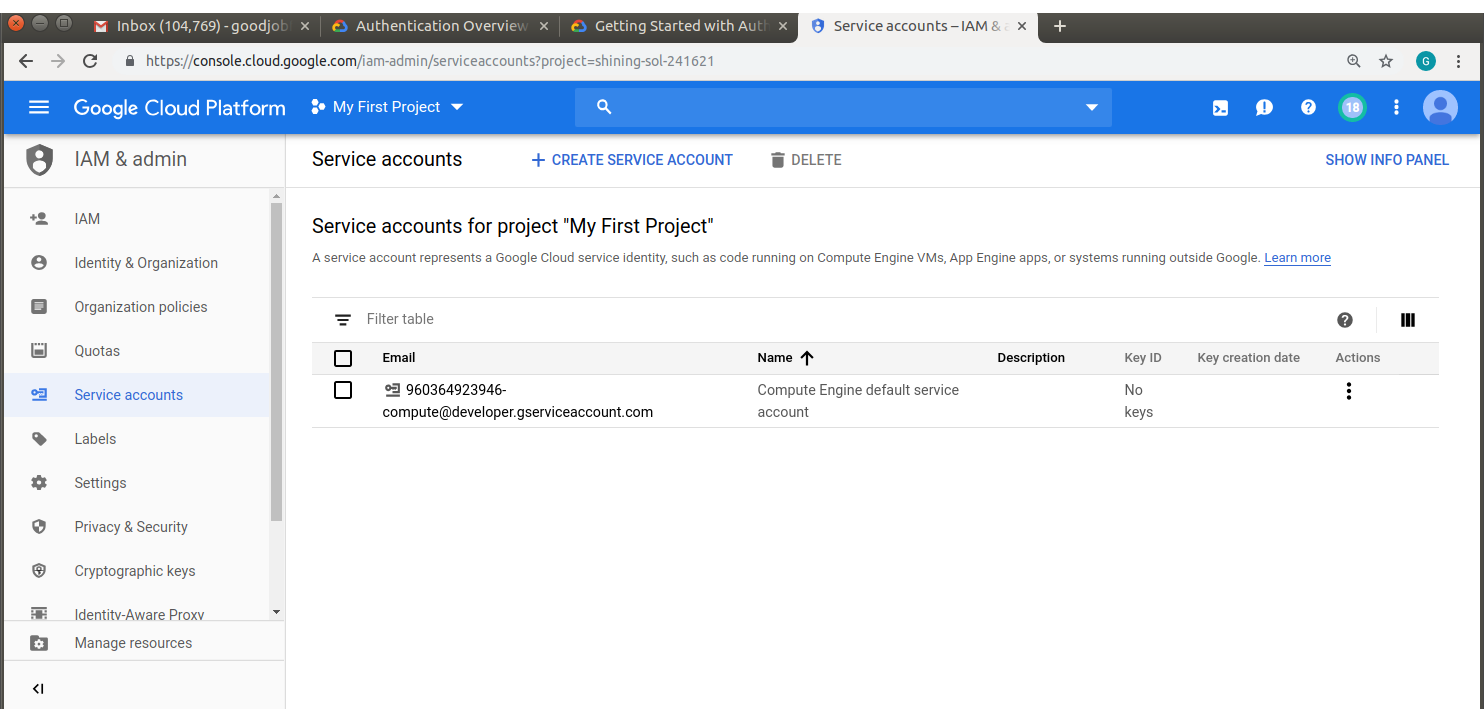 Inbox (104,769) - goodjob
Authentication Overview
Getting Started with Auth
Service accounts – IAM & a
https://console.cloud.google.com/iam-admin/serviceaccounts?project=shining-sol-241621
G
Google Cloud Platform
My First Project
18
IAM & admin
Service accounts
CREATE SERVICE ACCOUNT
DELETE
SHOW INFO PANEL
IAM
Identity & Organization
Organization policies
Quotas
Service accounts
Labels
Settings
Privacy & Security
Cryptographic keys
Identity-Aware Proxy
Manage resources
Service accounts for project "My First Project"
A service account represents a Google Cloud service identity, such as code running on Compute Engine VMs, App Engine apps, or systems running outside Google. Learn more
Filter table
Email Name Description Key ID Key creation date Actions
960364923946- Compute Engine default service No
compute@developer.gserviceaccount.com account keys